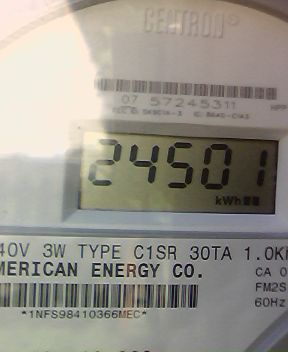 CENTRON®
07 57245311
24501
kWh
40V 3W TYPE C1SR 30TA 1.0K
MERICAN ENERGY CO.
CA 0
FM2S
60Hz
*1NFS98410366MEC*